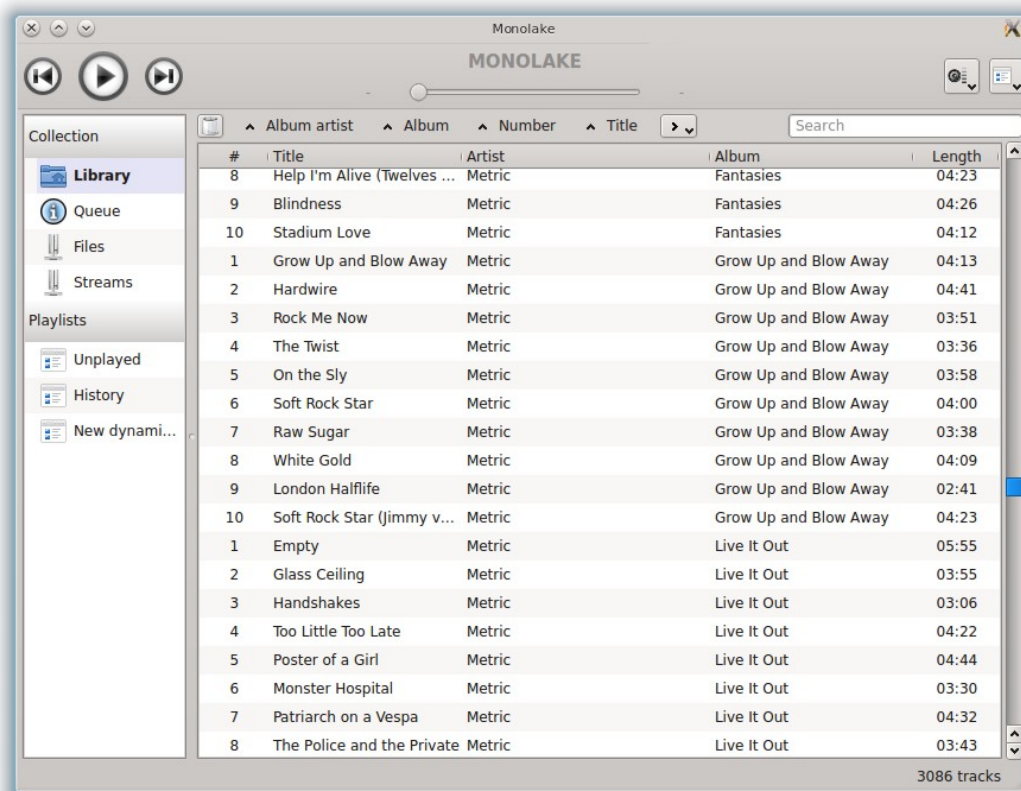 Monolake
MONOLAKE
- -
Album artist Album Number Title Search
Collection
Library
Queue
Files
Streams
Playlists
Unplayed
History
New dynami...
# Title Artist Album Length
8 Help I'm Alive (Twelves ... Metric Fantasies 04:23
9 Blindness Metric Fantasies 04:26
10 Stadium Love Metric Fantasies 04:12
1 Grow Up and Blow Away Metric Grow Up and Blow Away 04:13
2 Hardwire Metric Grow Up and Blow Away 04:41
3 Rock Me Now Metric Grow Up and Blow Away 03:51
4 The Twist Metric Grow Up and Blow Away 03:36
5 On the Sly Metric Grow Up and Blow Away 03:58
6 Soft Rock Star Metric Grow Up and Blow Away 04:00
7 Raw Sugar Metric Grow Up and Blow Away 03:38
8 White Gold Metric Grow Up and Blow Away 04:09
9 London Halflife Metric Grow Up and Blow Away 02:41
10 Soft Rock Star (Jimmy v... Metric Grow Up and Blow Away 04:23
1 Empty Metric Live It Out 05:55
2 Glass Ceiling Metric Live It Out 03:55
3 Handshakes Metric Live It Out 03:06
4 Too Little Too Late Metric Live It Out 04:22
5 Poster of a Girl Metric Live It Out 04:44
6 Monster Hospital Metric Live It Out 03:30
7 Patriarch on a Vespa Metric Live It Out 04:32
8 The Police and the Private Metric Live It Out 03:43
3086 tracks